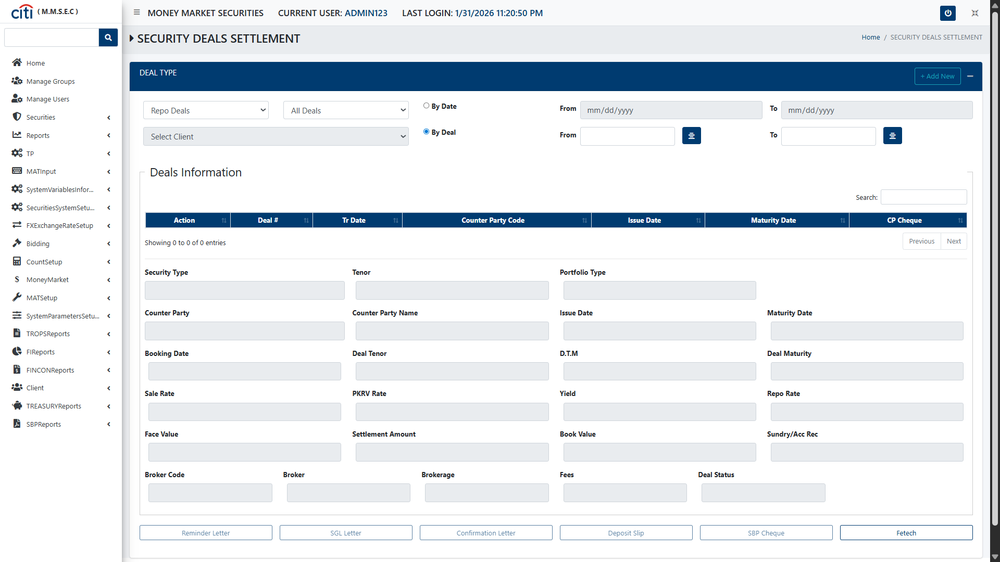 citi ( M.M.S.E.C )
MONEY MARKET SECURITIES CURRENT USER: ADMIN123 LAST LOGIN: 1/31/2026 11:20:50 PM
SECURITY DEALS SETTLEMENT
Home / SECURITY DEALS SETTLEMENT
Home
Manage Groups
Manage Users
Securities
Reports
TP
MATInput
SystemVariablesInfor...
SecuritiesSystemSetu...
FXExchangeRateSetup
Bidding
CountSetup
MoneyMarket
MATSetup
SystemParametersSetu...
TROPSReports
FIReports
FINCONReports
Client
TREASURYReports
SBPReports
DEAL TYPE
+ Add New
Repo Deals All Deals By Date From mm/dd/yyyy To mm/dd/yyyy
Select Client By Deal From To
Deals Information
Search:
Action Deal # Tr Date Counter Party Code Issue Date Maturity Date CP Cheque
Showing 0 to 0 of 0 entries
Previous Next
Security Type Tenor Portfolio Type
Counter Party Counter Party Name Issue Date Maturity Date
Booking Date Deal Tenor D.T.M Deal Maturity
Sale Rate PKRV Rate Yield Repo Rate
Face Value Settlement Amount Book Value Sundry/Acc Rec
Broker Code Broker Brokerage Fees Deal Status
Reminder Letter SGL Letter Confirmation Letter Deposit Slip SBP Cheque Fetech